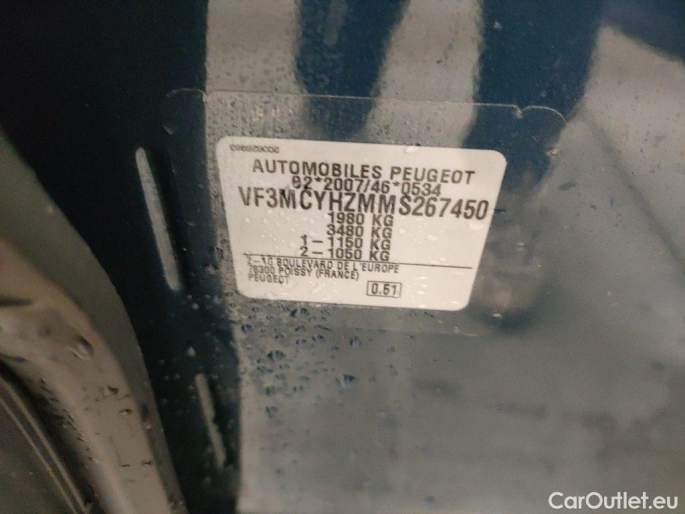 AUTOMOBILES PEUGEOT
e2*2007/46*0534
VF3MCYHZMMS267450
1980 KG
3480 KG
1-1150 KG
2-1050 KG
2-10 BOULEVARD DE L'EUROPE
78300 POISSY (FRANCE)
PEUGEOT
0.51
CarOutlet.eu